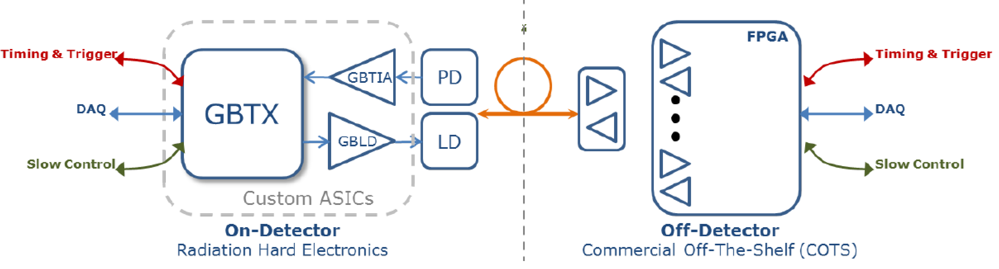 Timing & Trigger
DAQ
Slow Control
GBTX
GBTIA
GBLD
PD
LD
Custom ASICs
On-Detector
Radiation Hard Electronics
FPGA
Timing & Trigger
DAQ
Slow Control
Off-Detector
Commercial Off-The-Shelf (COTS)